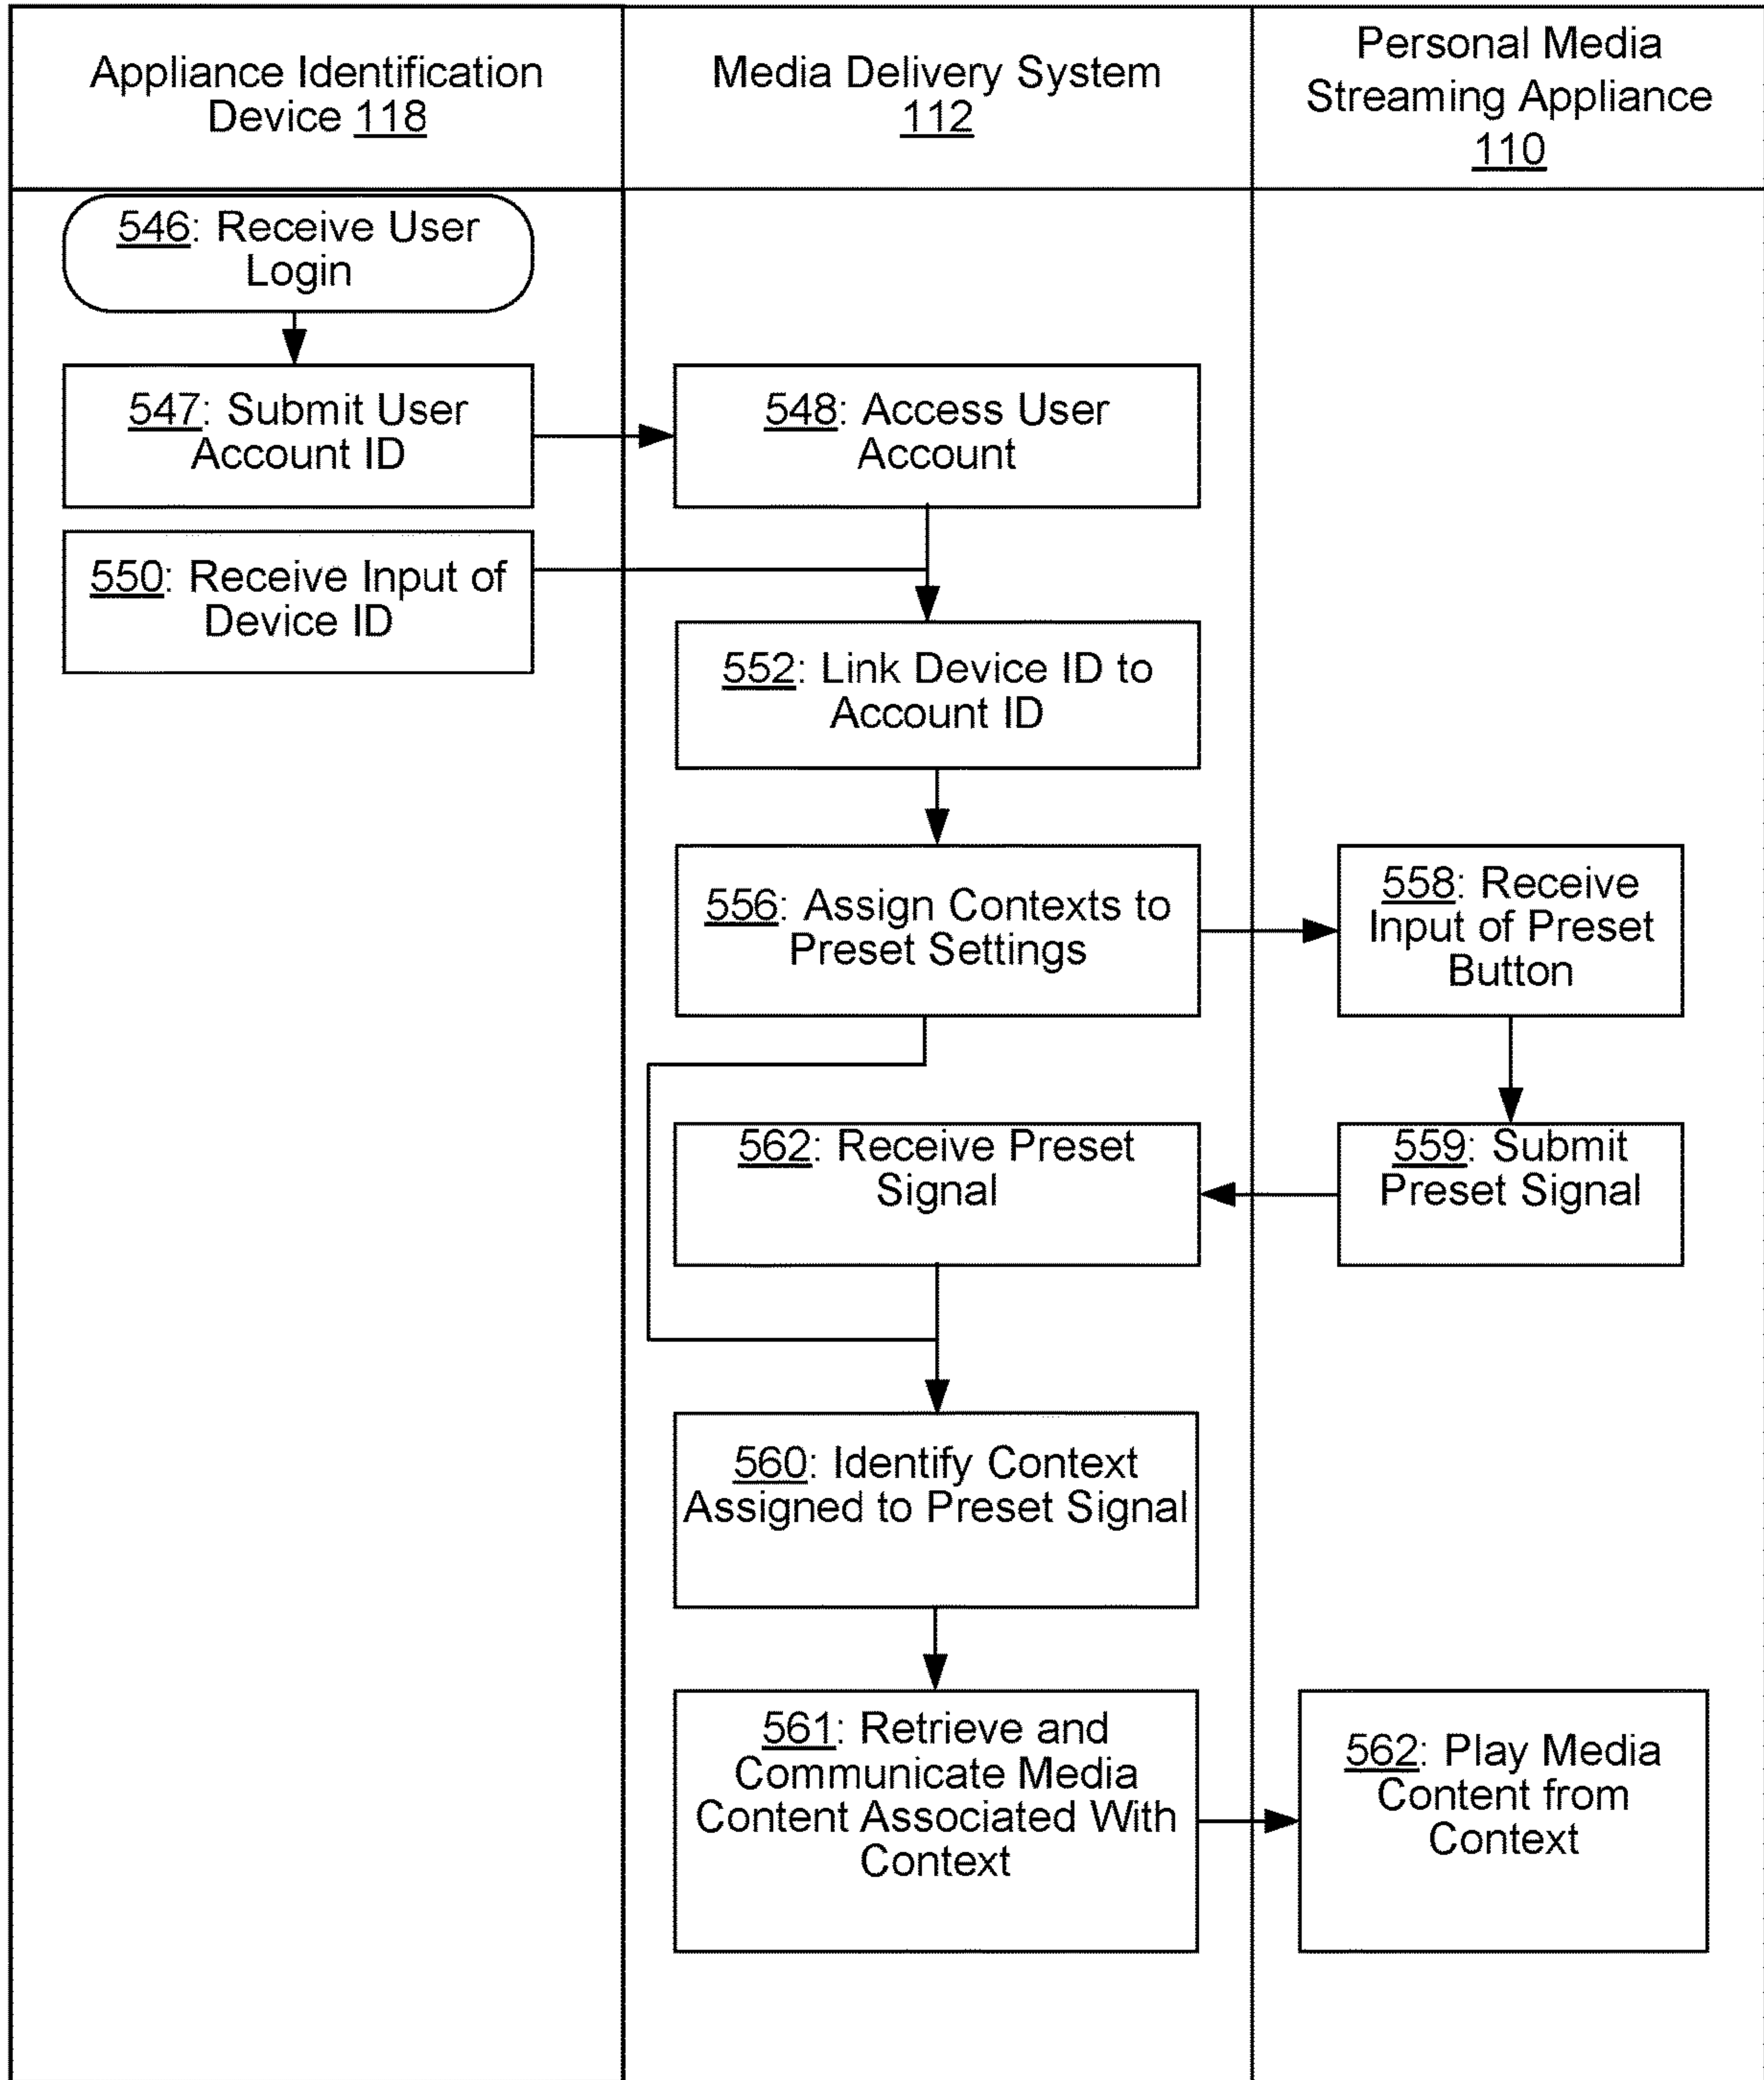 Appliance Identification
Device 118
Media Delivery System
112
Personal Media
Streaming Appliance
110
546: Receive User
Login
547: Submit User
Account ID
548: Access User
Account
550: Receive Input of
Device ID
552: Link Device ID to
Account ID
556: Assign Contexts to
Preset Settings
558: Receive
Input of Preset
Button
562: Receive Preset
Signal
559: Submit
Preset Signal
560: Identify Context
Assigned to Preset Signal
561: Retrieve and
Communicate Media
Content Associated With
Context
562: Play Media
Content from
Context